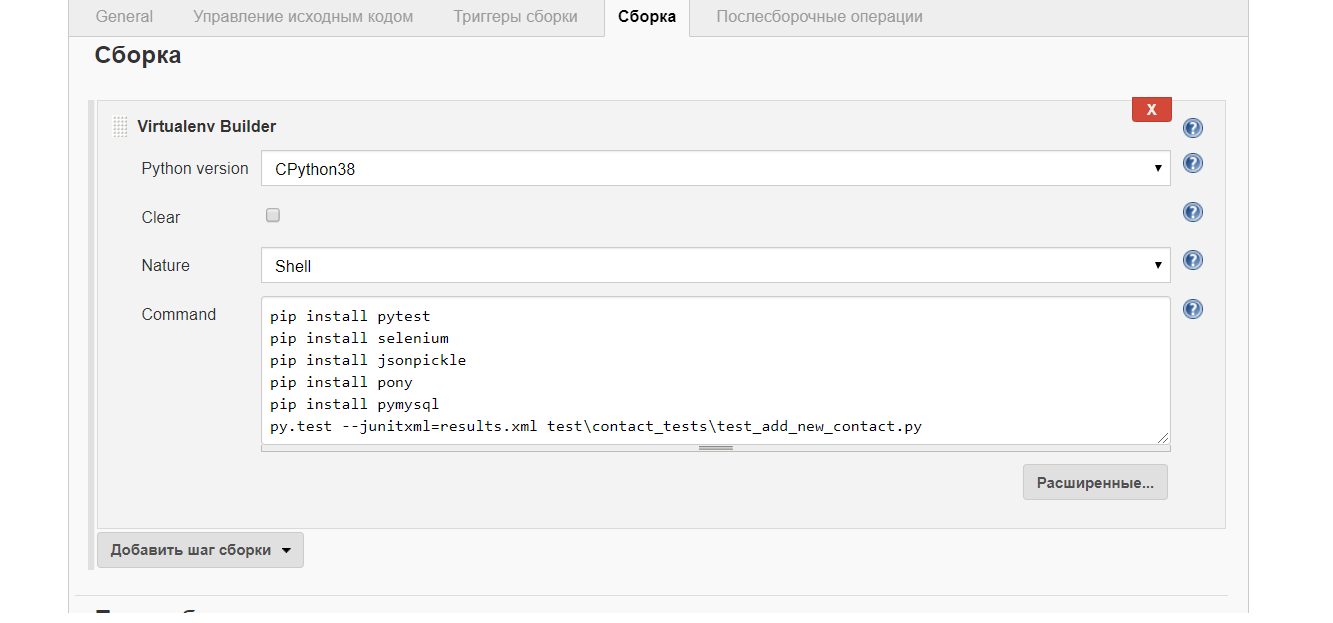 General Управление исходным кодом Триггеры сборки Сборка Послесборочные операции
Сборка
X
Virtualenv Builder
Python version CPython38
Clear
Nature Shell
Command
pip install pytest
pip install selenium
pip install jsonpickle
pip install pony
pip install pymysql
py.test --junitxml=results.xml test\contact_tests\test_add_new_contact.py
Расширенные...
Добавить шаг сборки